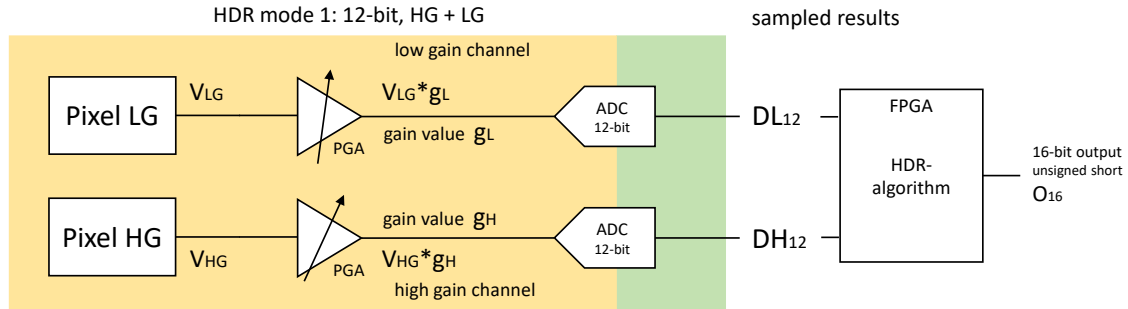 HDR mode 1: 12-bit, HG + LG
sampled results
low gain channel
Pixel LG
VLG
PGA
VLG*gL
gain value gL
ADC
12-bit
DL12
FPGA
HDR-
algorithm
16-bit output
unsigned short
O16
Pixel HG
VHG
PGA
gain value gH
VHG*gH
high gain channel
ADC
12-bit
DH12